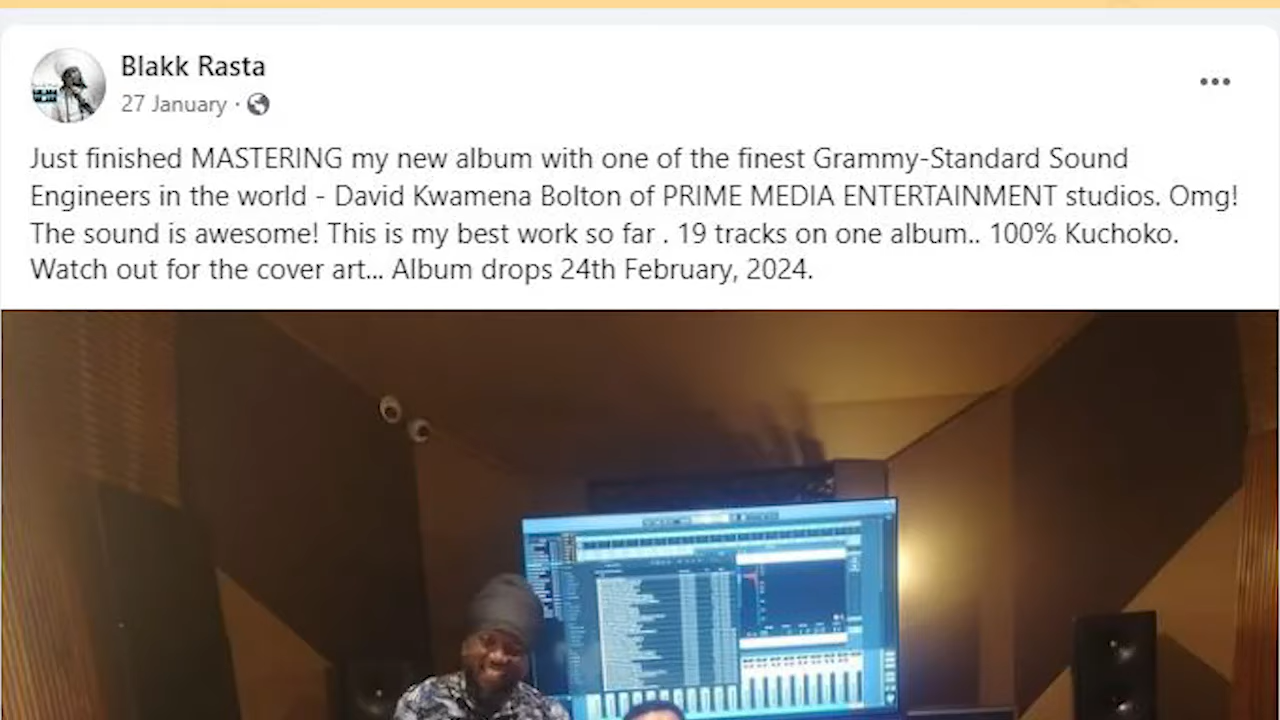 Blakk Rasta
27 January ·
Just finished MASTERING my new album with one of the finest Grammy-Standard Sound
Engineers in the world - David Kwamena Bolton of PRIME MEDIA ENTERTAINMENT studios. Omg!
The sound is awesome! This is my best work so far . 19 tracks on one album.. 100% Kuchoko.
Watch out for the cover art... Album drops 24th February, 2024.